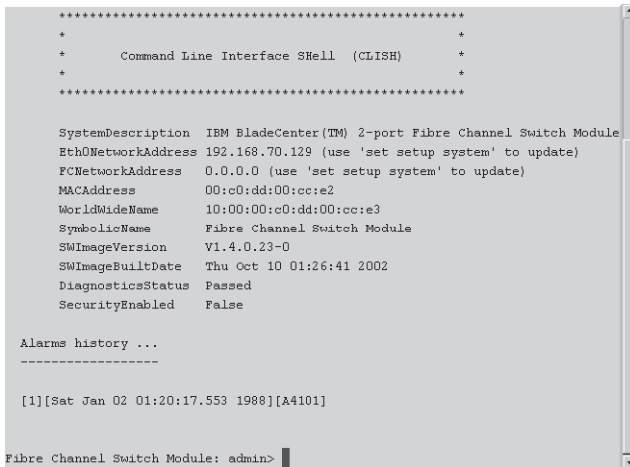 *****************************************************
*                                                   *
*       Command Line Interface SHell  (CLISH)       *
*                                                   *
*****************************************************
SystemDescription  IBM BladeCenter(TM) 2-port Fibre Channel Switch Module
Eth0NetworkAddress 192.168.70.129 (use 'set setup system' to update)
FCNetworkAddress   0.0.0.0 (use 'set setup system' to update)
MACAddress         00:c0:dd:00:cc:e2
WorldWideName      10:00:00:c0:dd:00:cc:e3
SymbolicName       Fibre Channel Switch Module
SWImageVersion     V1.4.0.23-0
SWImageBuiltDate   Thu Oct 10 01:26:41 2002
DiagnosticsStatus  Passed
SecurityEnabled    False
Alarms history ...
------------------
[1][Sat Jan 02 01:20:17.553 1988][A4101]
Fibre Channel Switch Module: admin>